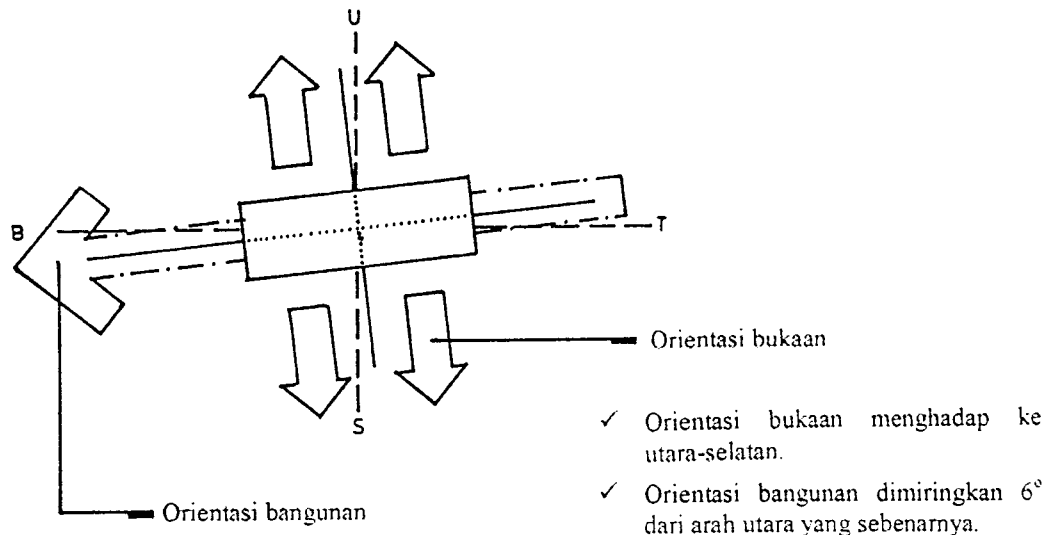 U
B
T
Orientasi bukaan
S
✓ Orientasi bukaan menghadap ke
utara-selatan.
✓ Orientasi bangunan dimiringkan 6°
dari arah utara yang sebenarnya.
Orientasi bangunan